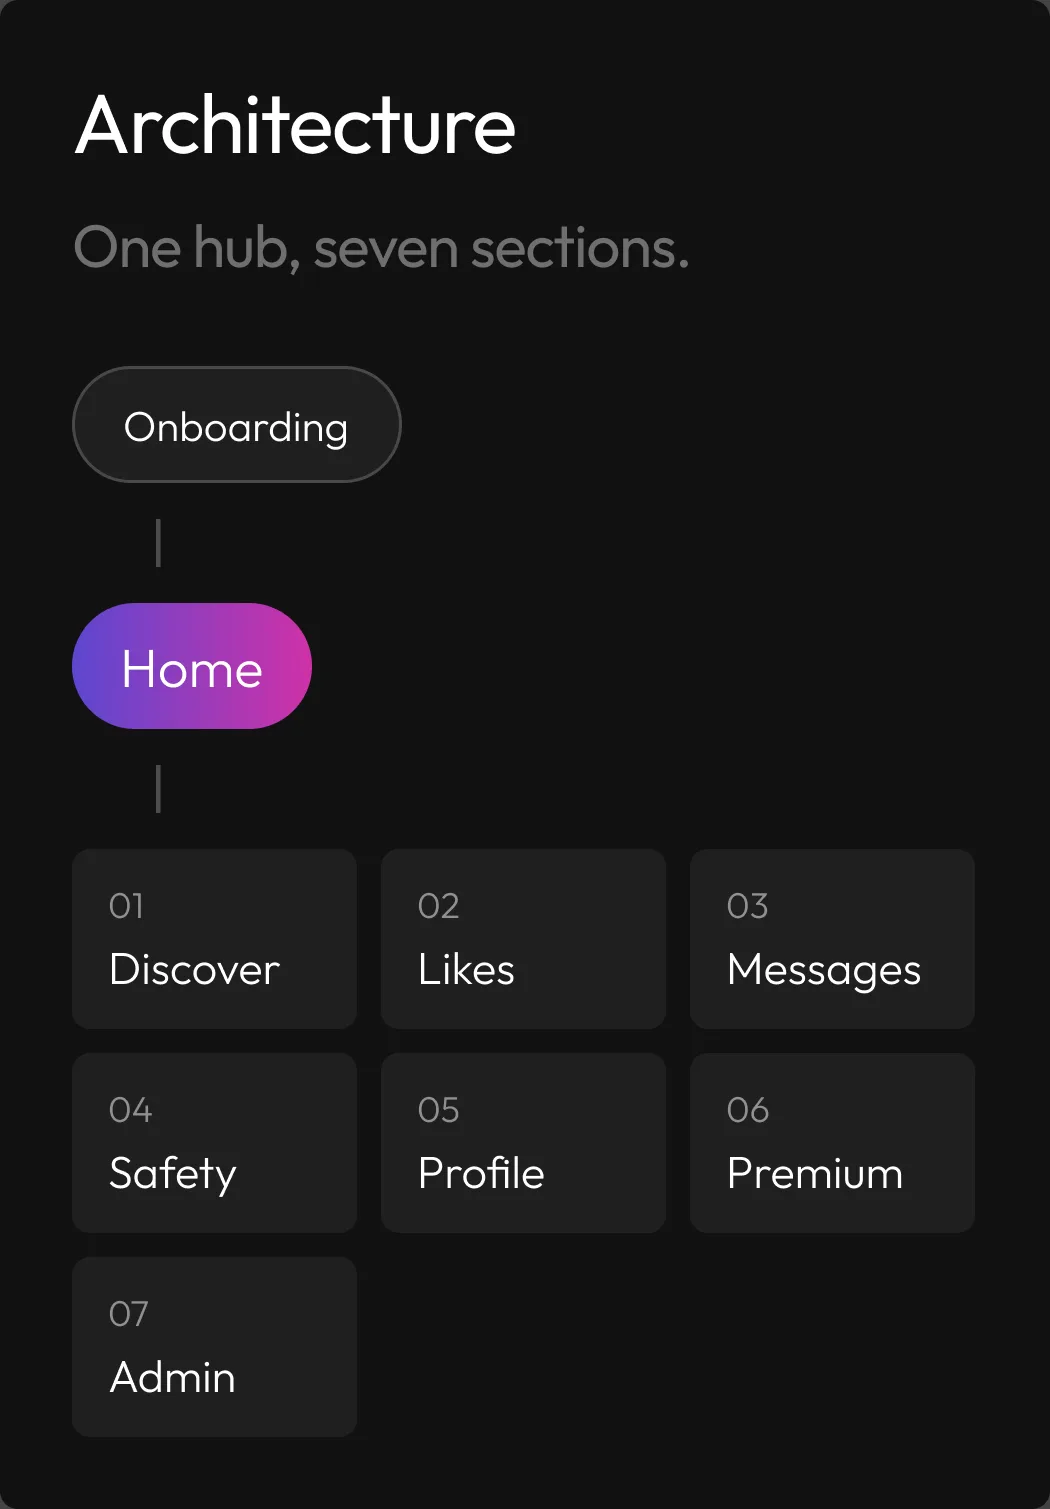 Architecture
One hub, seven sections.
Onboarding
Home
01
Discover
02
Likes
03
Messages
04
Safety
05
Profile
06
Premium
07
Admin